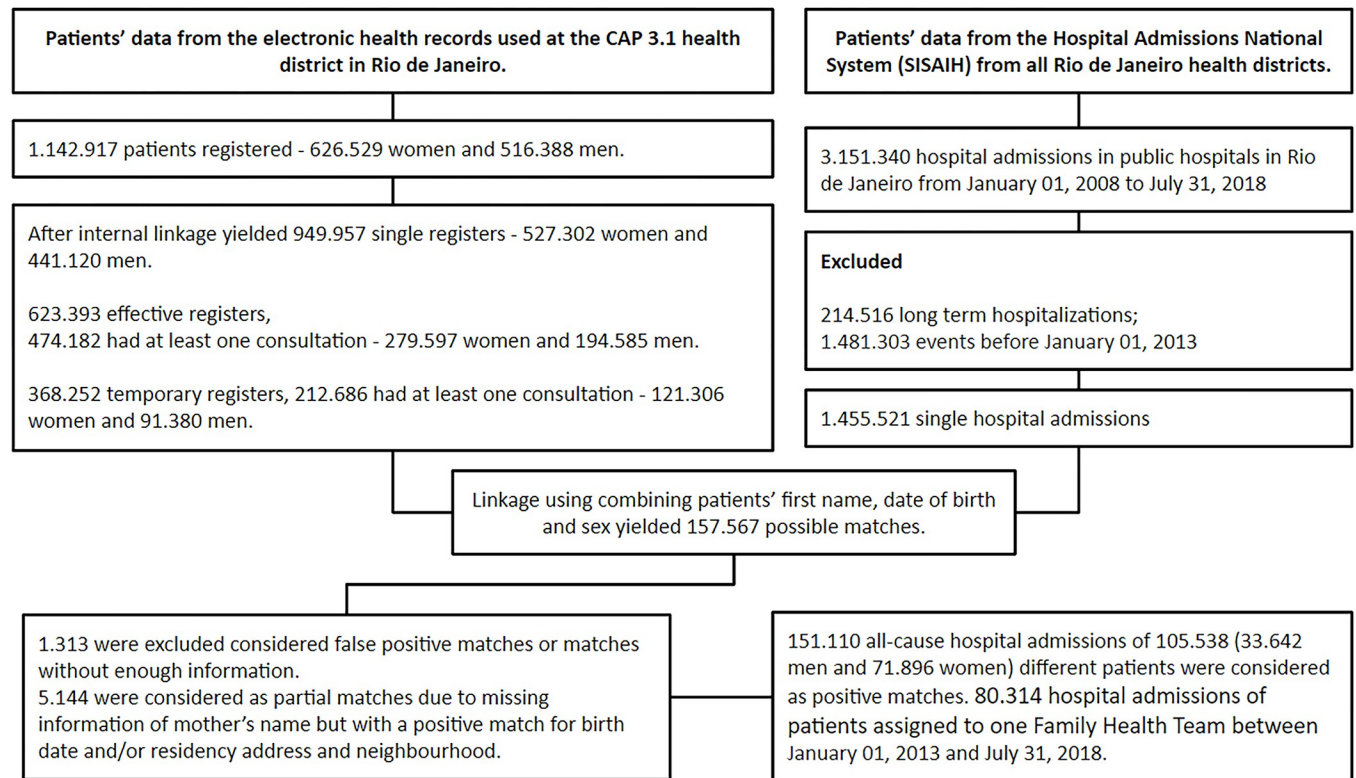 Patients’ data from the electronic health records used at the CAP 3.1 health
district in Rio de Janeiro.
1.142.917 patients registered - 626.529 women and 516.388 men.
After internal linkage yielded 949.957 single registers - 527.302 women and
441.120 men.
623.393 effective registers,
474.182 had at least one consultation - 279.597 women and 194.585 men.
368.252 temporary registers, 212.686 had at least one consultation - 121.306
women and 91.380 men.
Patients’ data from the Hospital Admissions National
System (SISAIH) from all Rio de Janeiro health districts.
3.151.340 hospital admissions in public hospitals in Rio
de Janeiro from January 01, 2008 to July 31, 2018
Excluded
214.516 long term hospitalizations;
1.481.303 events before January 01, 2013
1.455.521 single hospital admissions
Linkage using combining patients’ first name, date of birth
and sex yielded 157.567 possible matches.
1.313 were excluded considered false positive matches or matches
without enough information.
5.144 were considered as partial matches due to missing
information of mother’s name but with a positive match for birth
date and/or residency address and neighbourhood.
151.110 all-cause hospital admissions of 105.538 (33.642
men and 71.896 women) different patients were considered
as positive matches. 80.314 hospital admissions of
patients assigned to one Family Health Team between
January 01, 2013 and July 31, 2018.